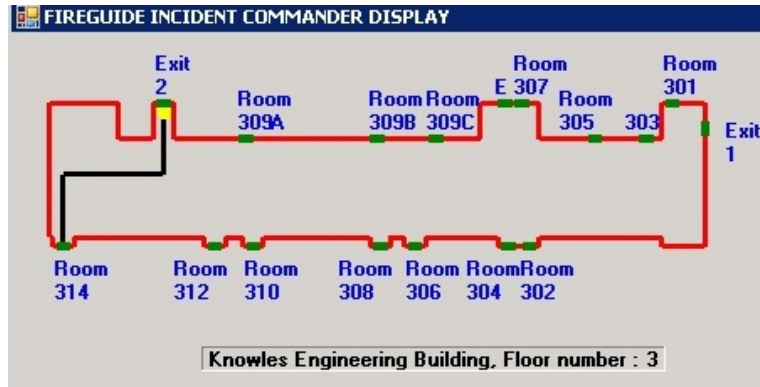 FIREGUIDE INCIDENT COMMANDER DISPLAY
Exit
2
Room
309A
Room
309B
Room
309C
E
Room
307
Room
305
303
Room
301
Exit
1
Room
314
Room
312
Room
310
Room
308
Room
306
Room
304
Room
302
Knowles Engineering Building, Floor number : 3